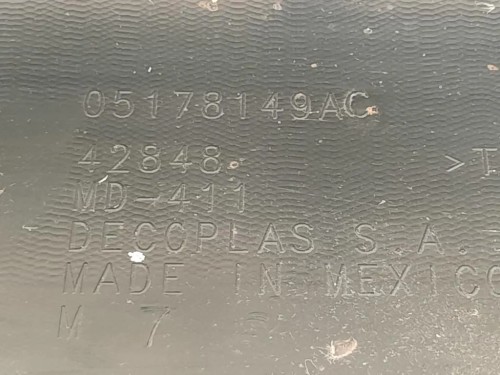 05178149AC
42848 >T
MD-411
DECOPLAS S.A.
MADE IN MEXICO
M 7